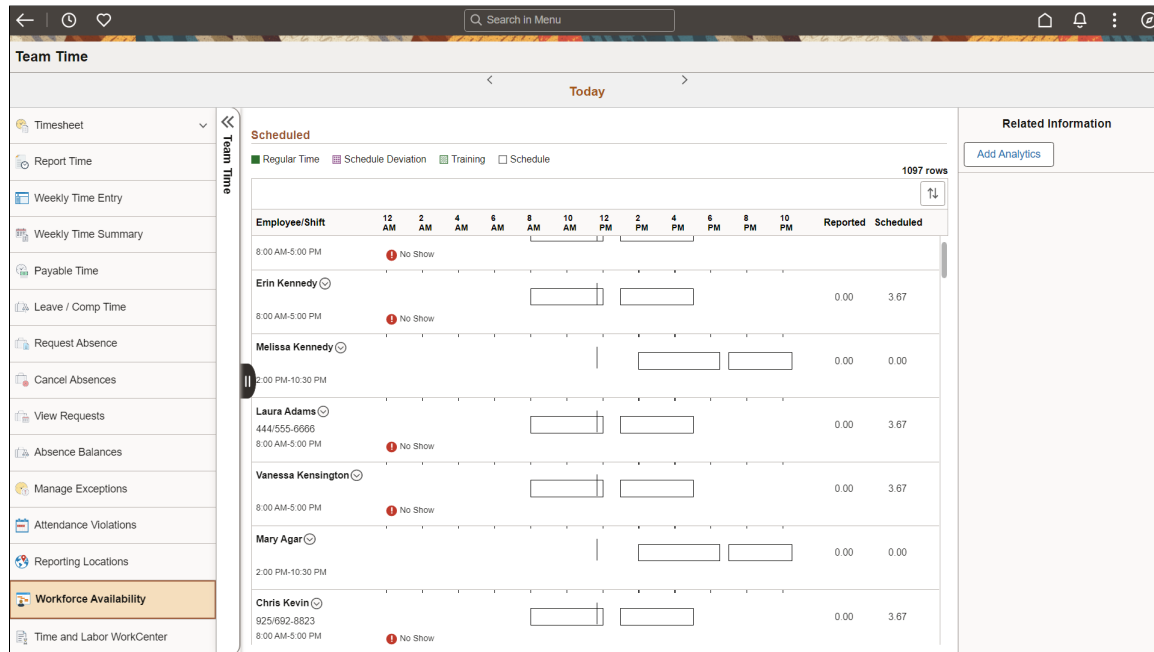 Search in Menu
Team Time
Today
Timesheet
Report Time
Weekly Time Entry
Weekly Time Summary
Payable Time
Leave / Comp Time
Request Absence
Cancel Absences
View Requests
Absence Balances
Manage Exceptions
Attendance Violations
Reporting Locations
Workforce Availability
Time and Labor WorkCenter
Team Time
Scheduled
Regular Time Schedule Deviation Training Schedule
1097 rows
Employee/Shift 12 AM 2 AM 4 AM 6 AM 8 AM 10 AM 12 PM 2 PM 4 PM 6 PM 8 PM 10 PM Reported Scheduled
8:00 AM-5:00 PM No Show
Erin Kennedy
0.00 3.67
8:00 AM-5:00 PM No Show
Melissa Kennedy
0.00 0.00
2:00 PM-10:30 PM
Laura Adams
444/555-6666 0.00 3.67
8:00 AM-5:00 PM No Show
Vanessa Kensington
0.00 3.67
8:00 AM-5:00 PM No Show
Mary Agar
0.00 0.00
2:00 PM-10:30 PM
Chris Kevin
925/692-8823 0.00 3.67
8:00 AM-5:00 PM No Show
Related Information
Add Analytics